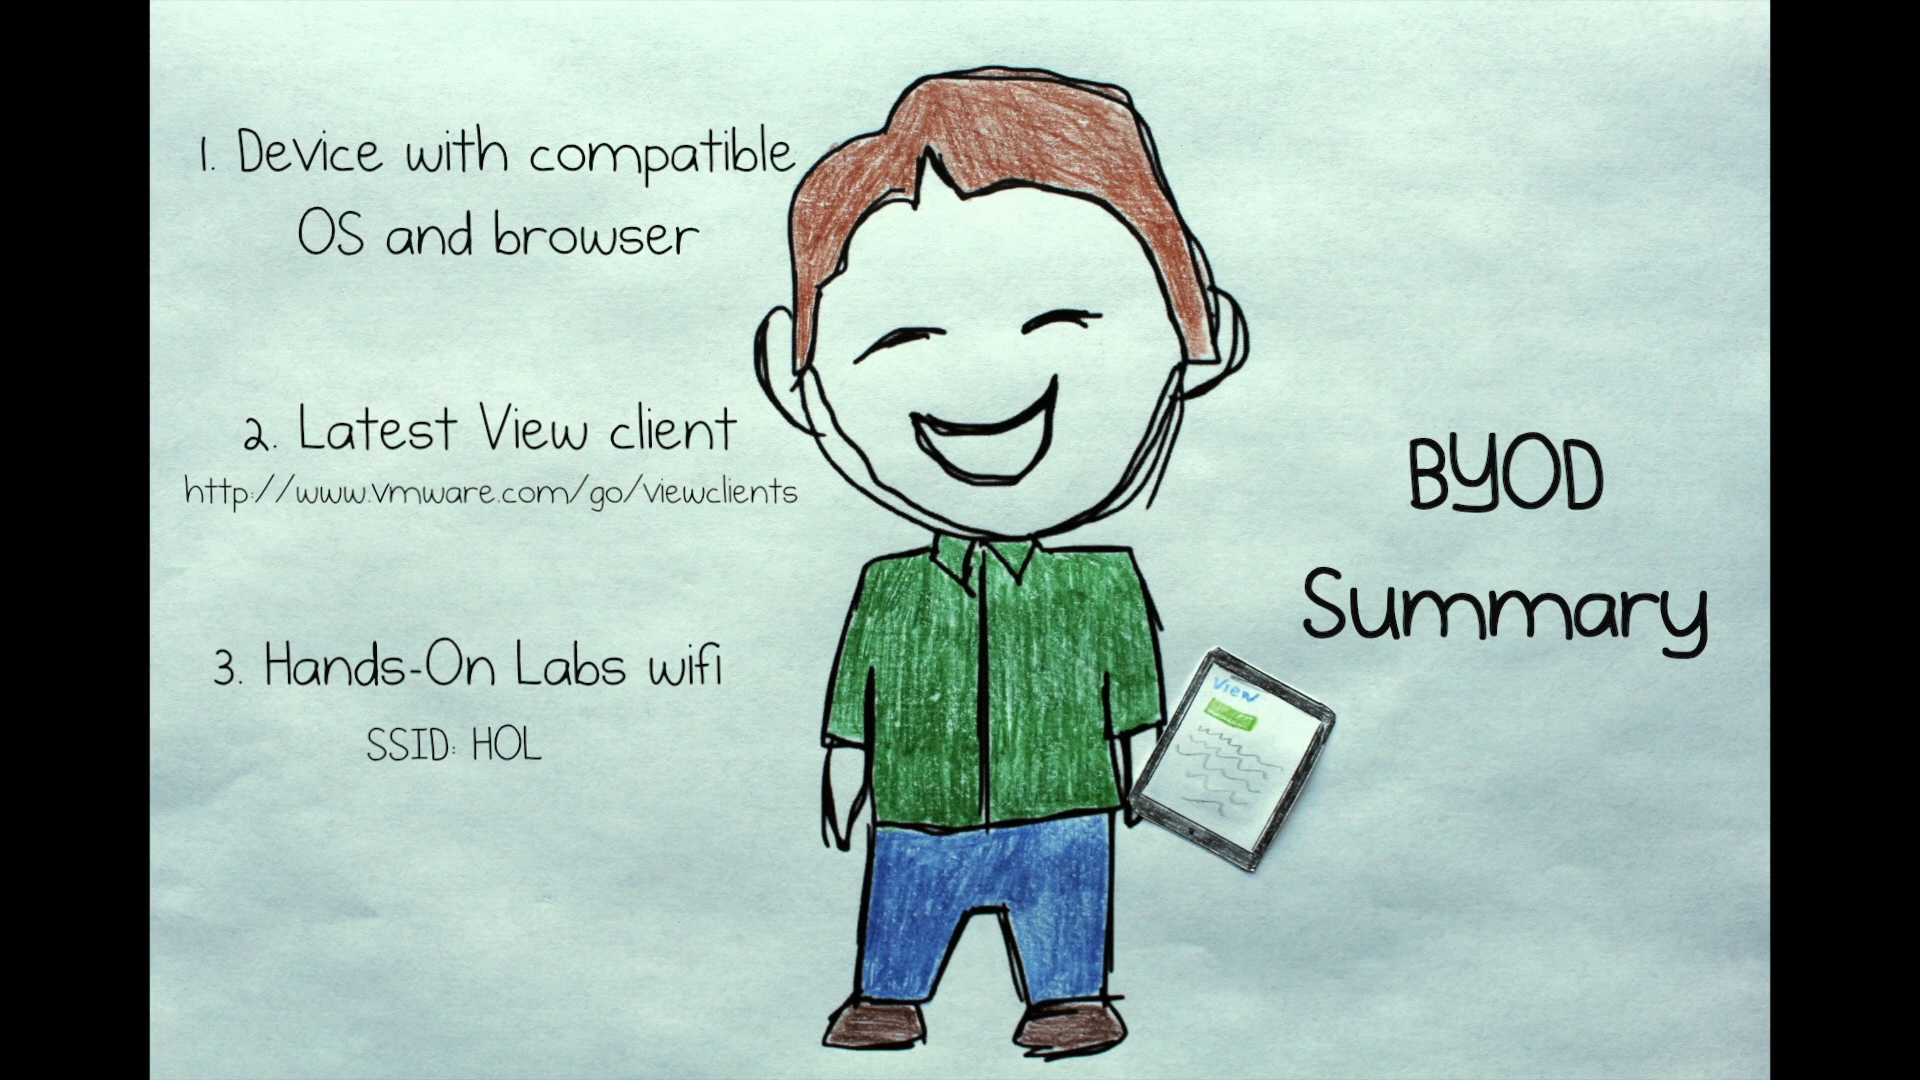 1. Device with compatible
OS and browser
2. Latest View client
http://www.vmware.com/go/viewclients
3. Hands-On Labs wifi
SSID: HOL
BYOD
Summary
View